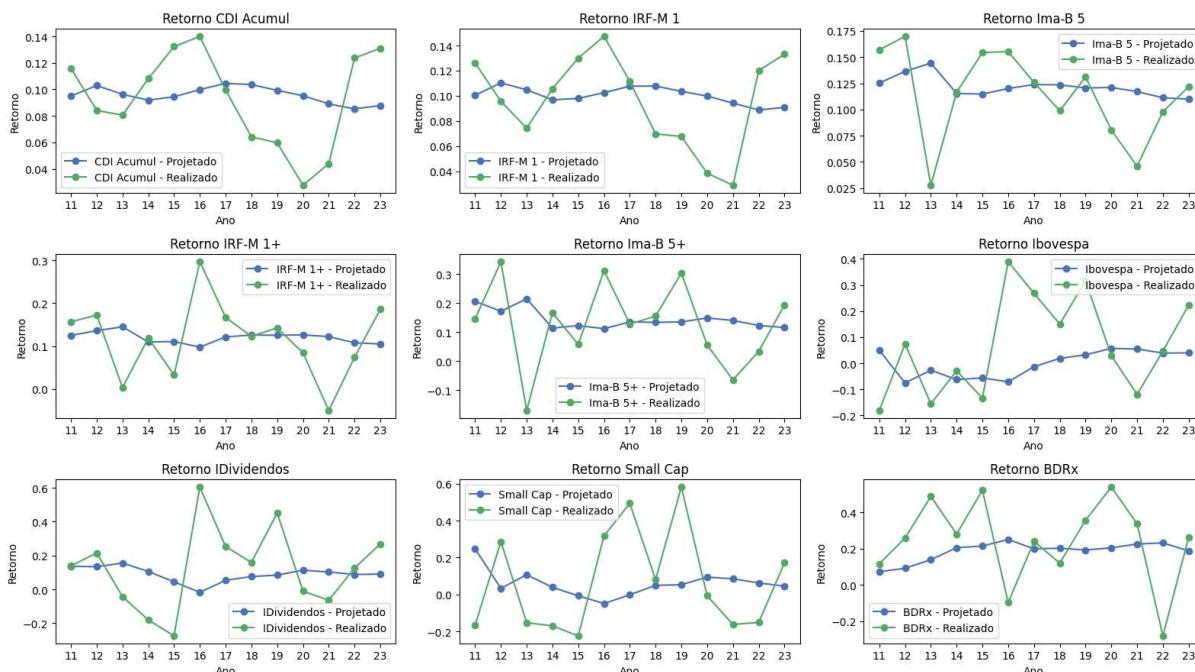 Retorno CDI Acumul
Retorno
0.14
0.12
0.10
0.08
0.06
0.04
CDI Acumul - Projetado
CDI Acumul - Realizado
11 12 13 14 15 16 17 18 19 20 21 22 23
Ano
Retorno IRF-M 1
Retorno
0.14
0.12
0.10
0.08
0.06
0.04
IRF-M 1 - Projetado
IRF-M 1 - Realizado
11 12 13 14 15 16 17 18 19 20 21 22 23
Ano
Retorno Ima-B 5
Retorno
0.175
0.150
0.125
0.100
0.075
0.050
0.025
Ima-B 5 - Projetado
Ima-B 5 - Realizado
11 12 13 14 15 16 17 18 19 20 21 22 23
Ano
Retorno IRF-M 1+
Retorno
0.3
0.2
0.1
0.0
IRF-M 1+ - Projetado
IRF-M 1+ - Realizado
11 12 13 14 15 16 17 18 19 20 21 22 23
Ano
Retorno Ima-B 5+
Retorno
0.3
0.2
0.1
0.0
−0.1
Ima-B 5+ - Projetado
Ima-B 5+ - Realizado
11 12 13 14 15 16 17 18 19 20 21 22 23
Ano
Retorno Ibovespa
Retorno
0.4
0.3
0.2
0.1
0.0
−0.1
−0.2
Ibovespa - Projetado
Ibovespa - Realizado
11 12 13 14 15 16 17 18 19 20 21 22 23
Ano
Retorno IDividendos
Retorno
0.6
0.4
0.2
0.0
−0.2
IDividendos - Projetado
IDividendos - Realizado
11 12 13 14 15 16 17 18 19 20 21 22 23
Ano
Retorno Small Cap
Retorno
0.6
0.4
0.2
0.0
−0.2
Small Cap - Projetado
Small Cap - Realizado
11 12 13 14 15 16 17 18 19 20 21 22 23
Ano
Retorno BDRx
Retorno
0.4
0.2
0.0
−0.2
BDRx - Projetado
BDRx - Realizado
11 12 13 14 15 16 17 18 19 20 21 22 23
Ano